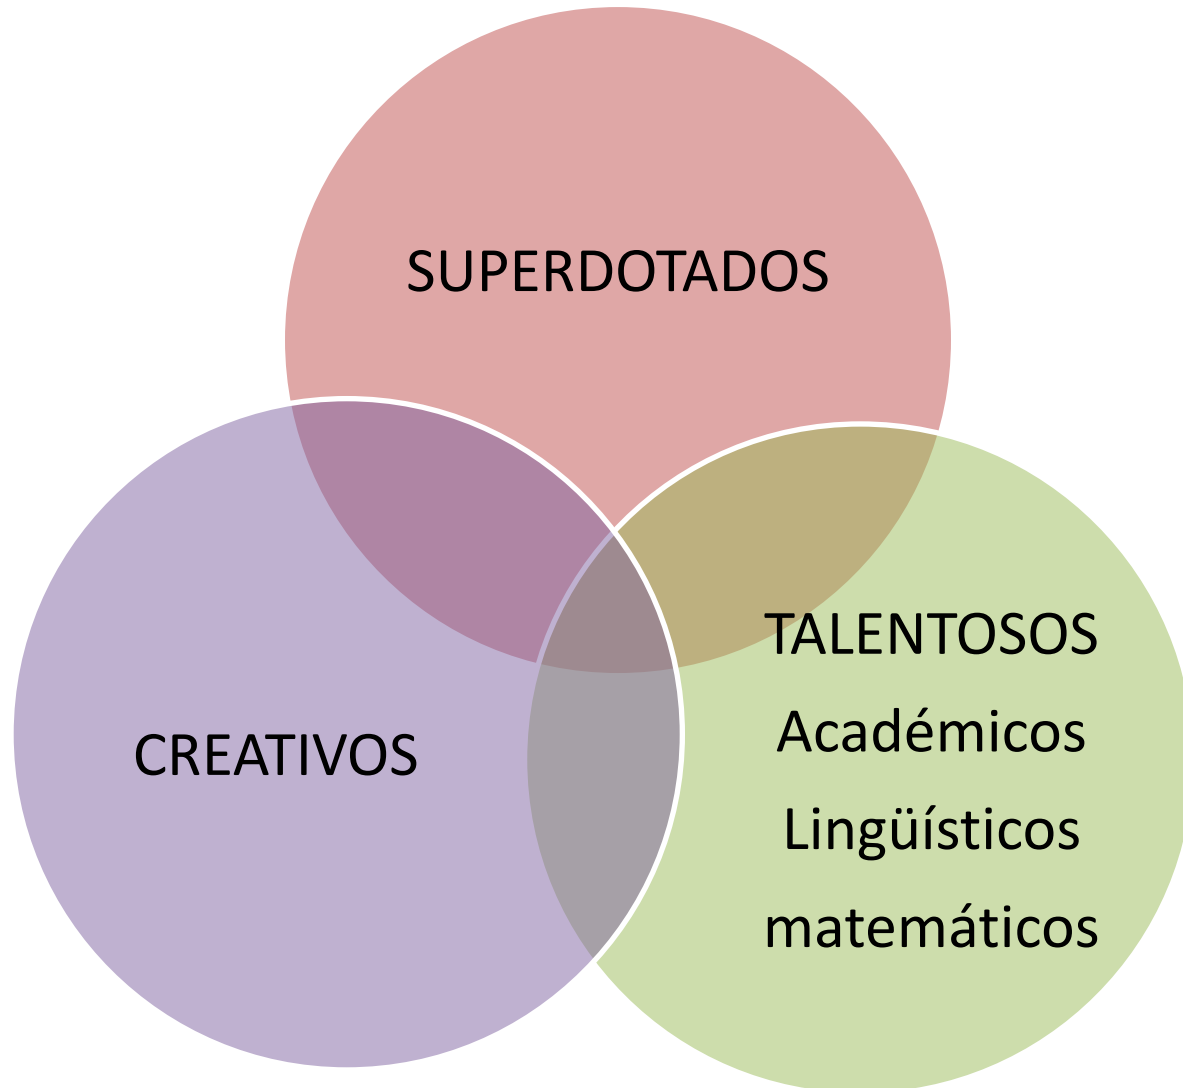 SUPERDOTADOS
TALENTOSOS
Académicos
Lingüísticos
matemáticos
CREATIVOS